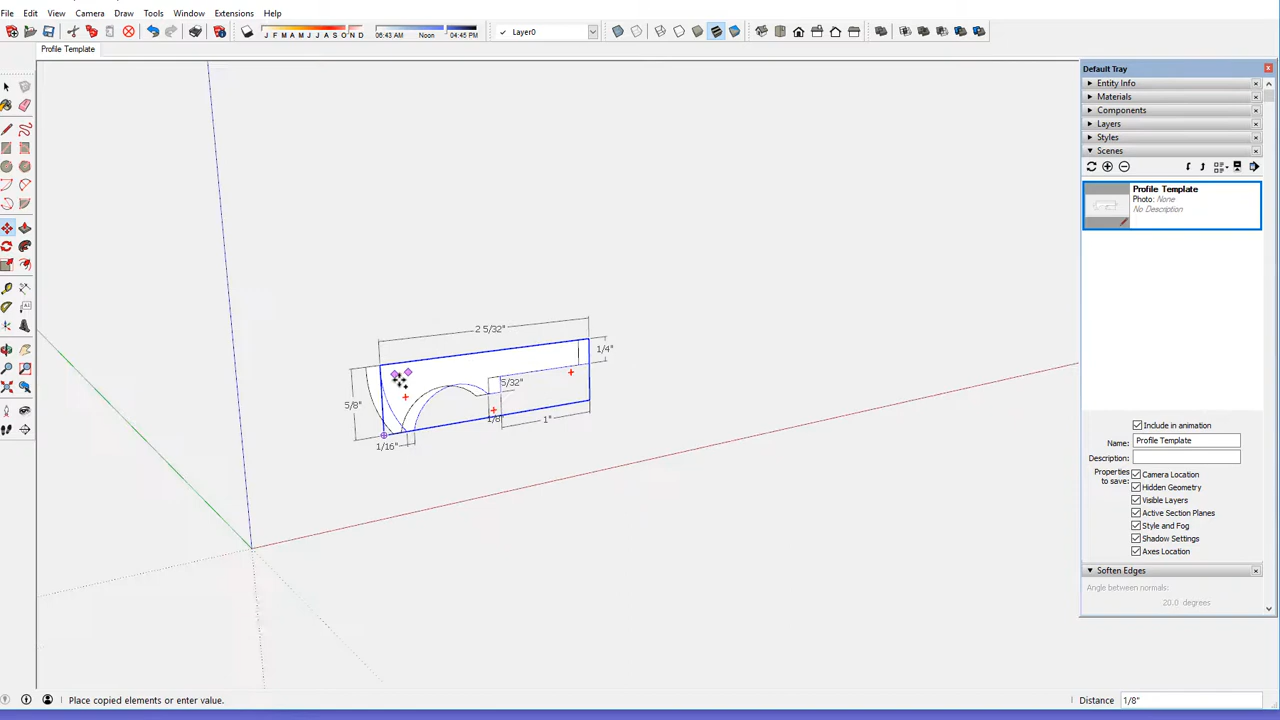 File Edit View Camera Draw Tools Window Extensions Help
J F M A M J J A S O N D 06:43 AM Noon 04:45 PM ✓ Layer0
Profile Template
Default Tray
Entity Info
Materials
Components
Layers
Styles
Scenes
Profile Template
Photo: None
No Description
2 5/32"
1/4"
5/32"
5/8"
1/8"
1"
1/16"
Include in animation
Name: Profile Template
Description:
Properties to save:
Camera Location
Hidden Geometry
Visible Layers
Active Section Planes
Style and Fog
Shadow Settings
Axes Location
Soften Edges
Angle between normals:
20.0 degrees
Place copied elements or enter value. Distance 1/8"